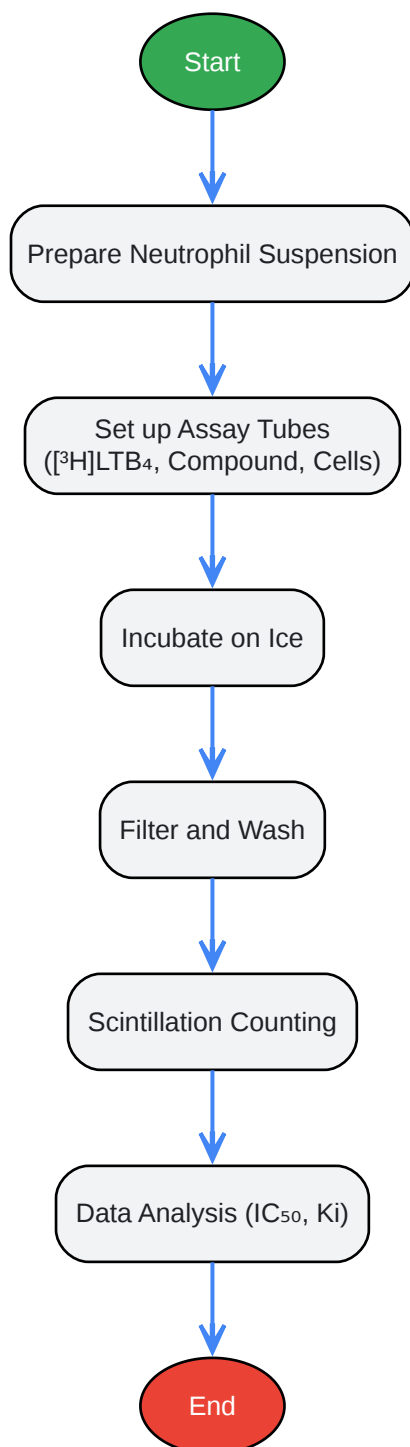 Start
Prepare Neutrophil Suspension
Set up Assay Tubes
([³H]LTB₄, Compound, Cells)
Incubate on Ice
Filter and Wash
Scintillation Counting
Data Analysis (IC₅₀, Ki)
End